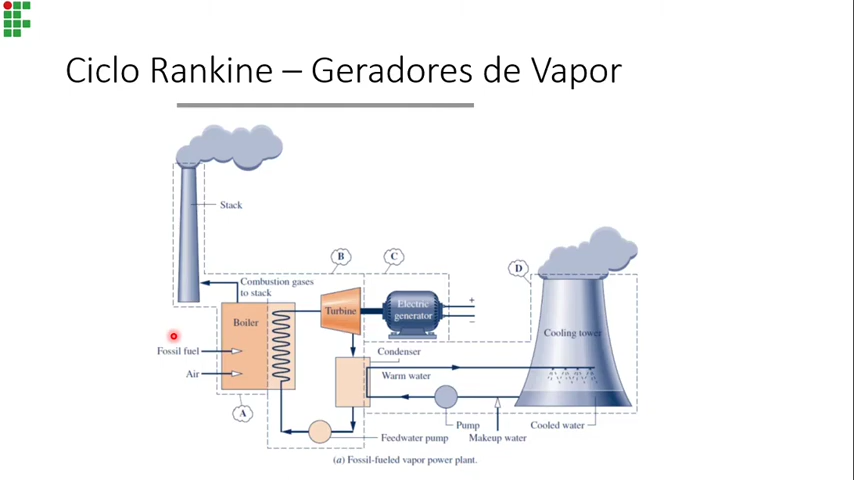 Ciclo Rankine – Geradores de Vapor
Stack
B
C
D
Combustion gases
to stack
Turbine
Electric
generator
+
−
Boiler
Cooling tower
Condenser
Fossil fuel
Warm water
Air
A
Pump
Cooled water
Feedwater pump
Makeup water
(a) Fossil-fueled vapor power plant.